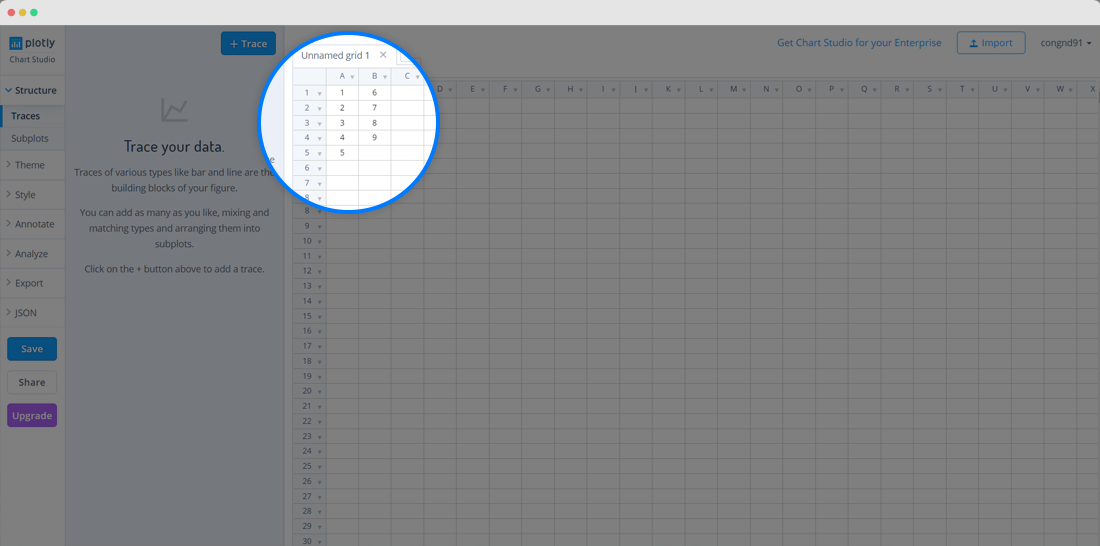 plotly
Chart Studio
+ Trace
Unnamed grid 1 ×
Get Chart Studio for your Enterprise
Import
congnd91
Structure
Traces
Subplots
Theme
Style
Annotate
Analyze
Export
JSON
Save
Share
Upgrade
Trace your data.
Traces of various types like bar and line are the
building blocks of your figure.
You can add as many as you like, mixing and
matching types and arranging them into
subplots.
Click on the + button above to add a trace.
e
A B C D E F G H I J K L M N O P Q R S T U V W X
1 1 6
2 2 7
3 3 8
4 4 9
5 5
6
7
8
8
9
10
11
12
13
14
15
16
17
18
19
20
21
22
23
24
25
26
27
28
29
30